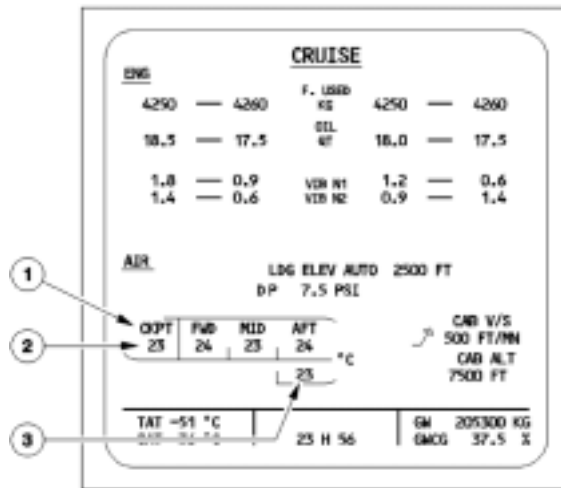 CRUISE
ENG
F. USED
4250 — 4260 KG 4250 — 4260
OIL
18.5 — 17.5 QT 18.0 — 17.5
1.8 — 0.9 VIB N1 1.2 — 0.6
1.4 — 0.6 VIB N2 0.9 — 1.4
AIR
LDG ELEV AUTO 2500 FT
DP 7.5 PSI
1
CKPT FWD MID AFT CAB V/S
2
23 24 23 24 °C 500 FT/MN
23 CAB ALT
7500 FT
3
TAT -51 °C GW 205300 KG
23 H 56 GWCG 37.5 %